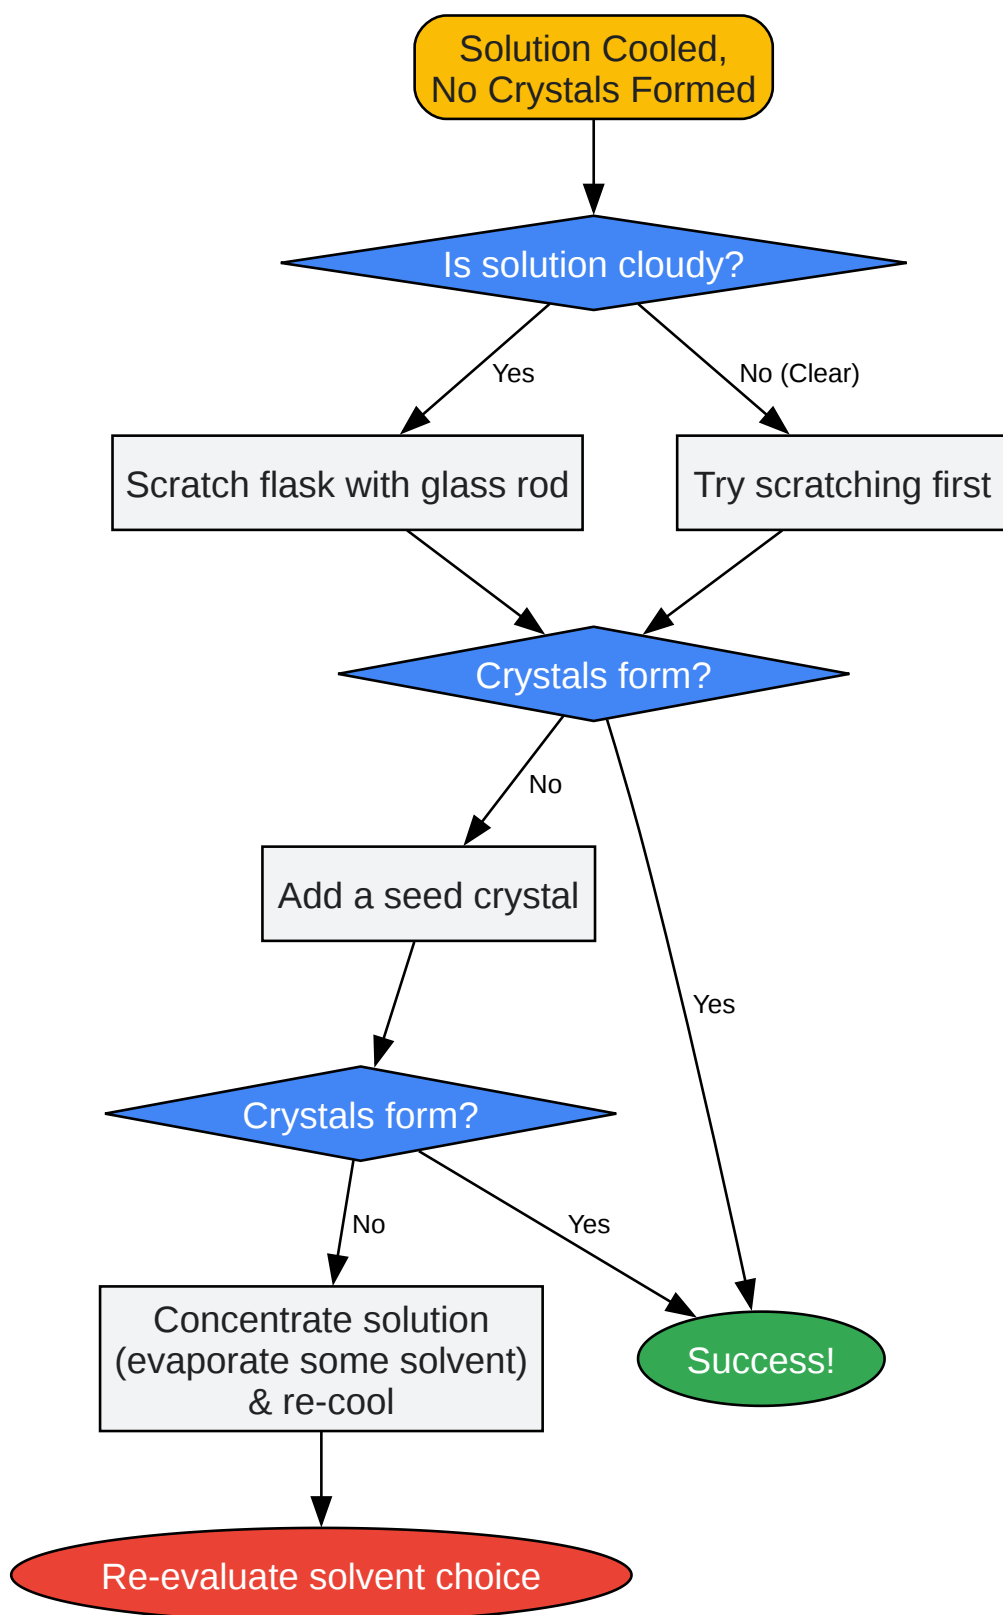 Solution Cooled,
No Crystals Formed
Is solution cloudy?
Yes
No (Clear)
Scratch flask with glass rod
Try scratching first
Crystals form?
No
Add a seed crystal
Yes
Crystals form?
No
Yes
Concentrate solution
(evaporate some solvent)
& re-cool
Success!
Re-evaluate solvent choice